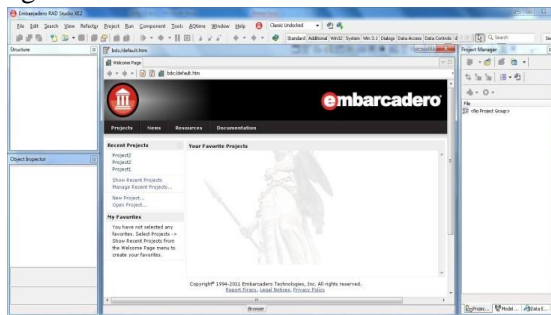 Embarcadero RAD Studio XE2
File Edit Search View Refactor Project Run Component Tools Window Help
Classic Undocked
Standard Additional Win32 System Win 3.1 Dialogs Data Access Data Controls
Search
Structure
bds:/default.htm
Project Manager
Welcome Page
bds:/default.htm
File
<No Project Group>
embarcadero
Projects News Resources Documentation
Recent Projects
Your Favorite Projects
Project3
Project2
Project1
Show Recent Projects
Manage Recent Projects...
New Project...
Open Project...
Object Inspector
My Favorites
You have not selected any
favorites. Select Projects ->
Show Recent Projects from
the Welcome Page menu to
create your favorites.
Copyright© 1994-2011 Embarcadero Technologies, Inc. All rights reserved.
Report Piracy, Legal Notices, Privacy Policy
Browser
Model ...
Data E...